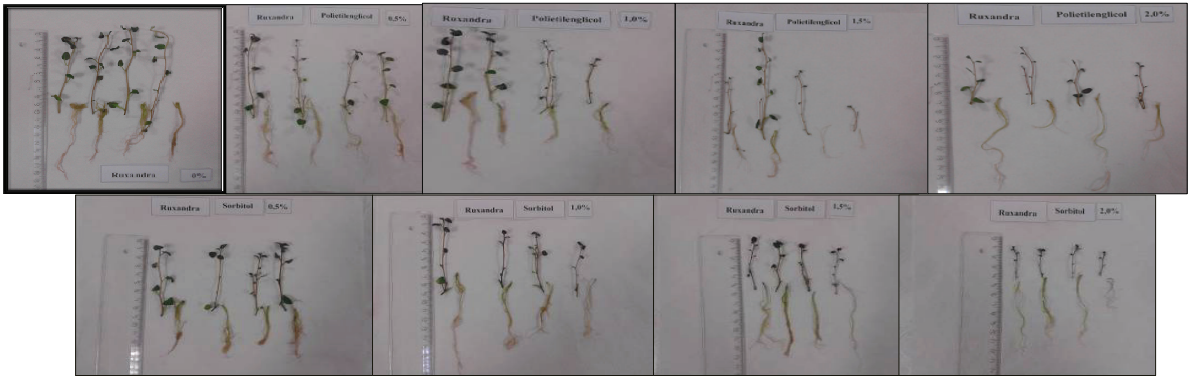 Ruxandra 0%
Ruxandra Polietilenglicol 0,5%
Ruxandra Polietilenglicol 1,0%
Ruxandra Polietilenglicol 1,5%
Ruxandra Polietilenglicol 2.0%
Ruxandra Sorbitol 0,5%
Ruxandra Sorbitol 1,0%
Ruxandra Sorbitol 1,5%
Ruxandra Sorbitol 2,0%